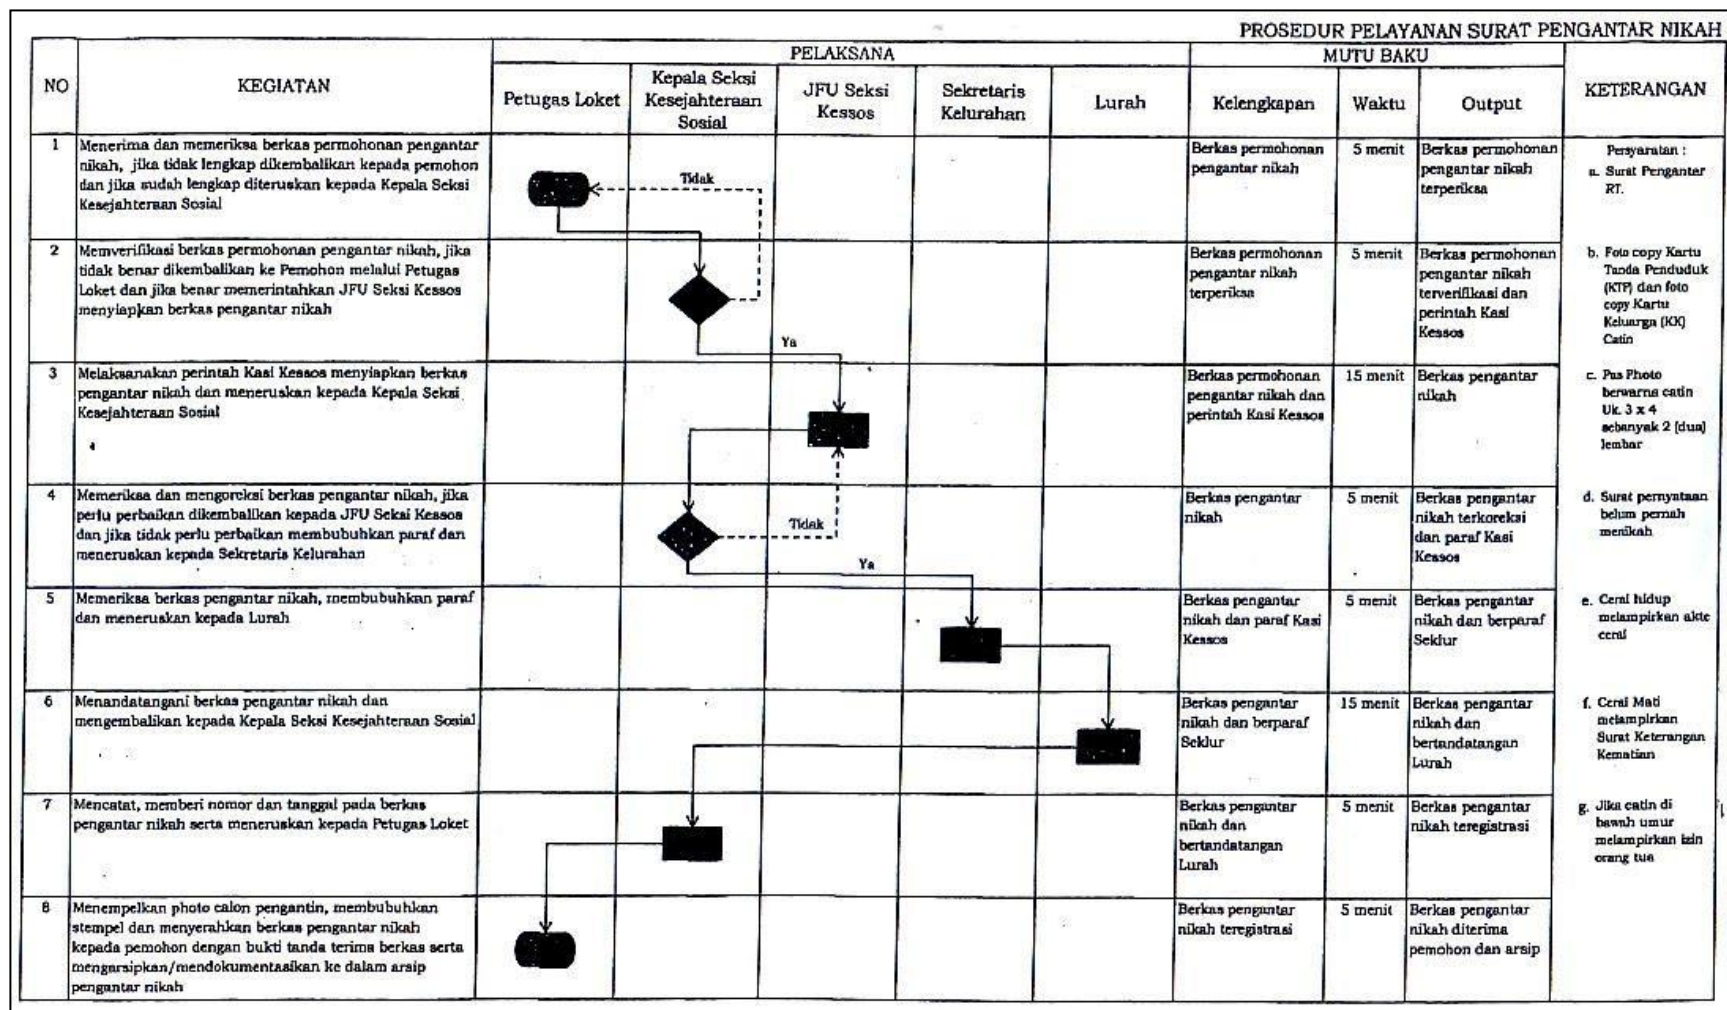 PROSEDUR PELAYANAN SURAT PENGANTAR NIKAH
NO
KEGIATAN
PELAKSANA
MUTU BAKU
KETERANGAN
Petugas Loket
Kepala Seksi
Kesejahteraan
Sosial
JFU Seksi
Kessos
Sekretaris
Kelurahan
Lurah
Kelengkapan
Waktu
Output
1
Menerima dan memeriksa berkas permohonan pengantar
nikah, jika tidak lengkap dikembalikan kepada pemohon
dan jika sudah lengkap diteruskan kepada Kepala Seksi
Kesejahteraan Sosial
Tidak
Berkas permohonan
pengantar nikah
5 menit
Berkas permohonan
pengantar nikah
terperiksa
Persyaratan :
a. Surat Pengantar
RT.
2
Memverifikasi berkas permohonan pengantar nikah, jika
tidak benar dikembalikan ke Pemohon melalui Petugas
Loket dan jika benar memerintahkan JFU Seksi Kessos
menyiapkan berkas pengantar nikah
Ya
Berkas permohonan
pengantar nikah
terperiksa
5 menit
Berkas permohonan
pengantar nikah
terverifikasi dan
perintah Kasi
Kessos
b. Foto copy Kartu
Tanda Penduduk
(KTP) dan foto
copy Kartu
Keluarga (KK)
Catin
3
Melaksanakan perintah Kasi Kessos menyiapkan berkas
pengantar nikah dan meneruskan kepada Kepala Seksi
Kesejahteraan Sosial
Berkas permohonan
pengantar nikah dan
perintah Kasi Kessos
15 menit
Berkas pengantar
nikah
c. Pas Photo
berwarna catin
Uk. 3 x 4
sebanyak 2 (dua)
lembar
4
Memeriksa dan mengoreksi berkas pengantar nikah, jika
perlu perbaikan dikembalikan kepada JFU Seksi Kessos
dan jika tidak perlu perbaikan membubuhkan paraf dan
meneruskan kepada Sekretaris Kelurahan
Tidak
Ya
Berkas pengantar
nikah
5 menit
Berkas pengantar
nikah terkoreksi
dan paraf Kasi
Kessos
d. Surat pernyataan
belum pernah
menikah
5
Memeriksa berkas pengantar nikah, membubuhkan paraf
dan meneruskan kepada Lurah
Berkas pengantar
nikah dan paraf Kasi
Kessos
5 menit
Berkas pengantar
nikah dan berparaf
Seklur
e. Cerai hidup
melampirkan akte
cerai
6
Menandatangani berkas pengantar nikah dan
mengembalikan kepada Kepala Seksi Kesejahteraan Sosial
Berkas pengantar
nikah dan berparaf
Seklur
15 menit
Berkas pengantar
nikah dan
bertandatangan
Lurah
f. Cerai Mati
melampirkan
Surat Keterangan
Kematian
7
Mencatat, memberi nomor dan tanggal pada berkas
pengantar nikah serta meneruskan kepada Petugas Loket
Berkas pengantar
nikah dan
bertandatangan
Lurah
5 menit
Berkas pengantar
nikah teregistrasi
g. Jika catin di
bawah umur
melampirkan izin
orang tua
8
Menempelkan photo calon pengantin, membubuhkan
stempel dan menyerahkan berkas pengantar nikah
kepada pemohon dengan bukti tanda terima berkas serta
mengarsipkan/mendokumentasikan ke dalam arsip
pengantar nikah
Berkas pengantar
nikah teregistrasi
5 menit
Berkas pengantar
nikah diterima
pemohon dan arsip